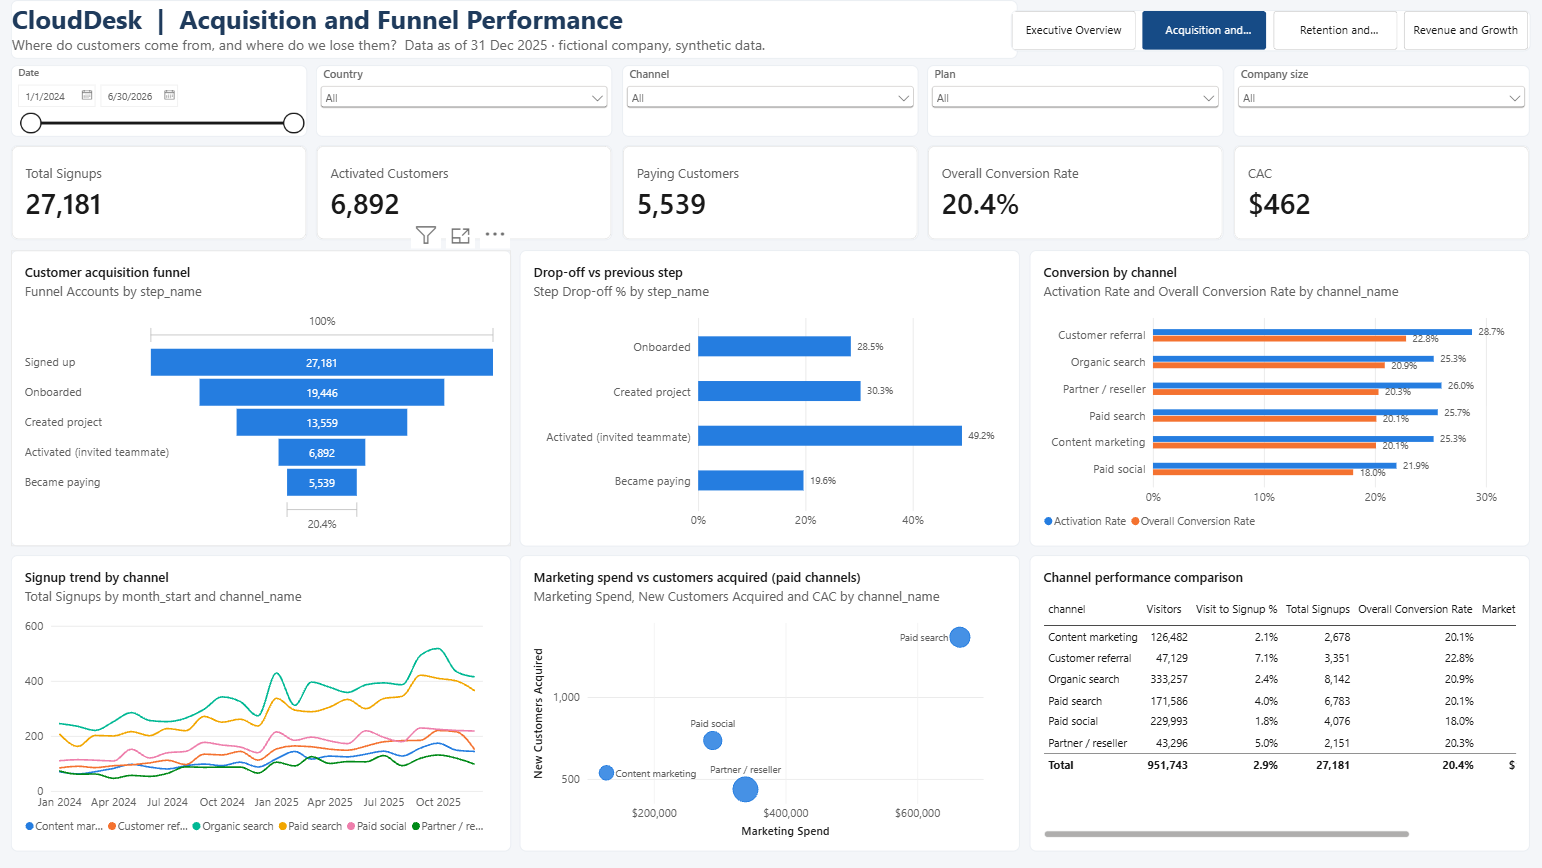 CloudDesk | Acquisition and Funnel Performance
Where do customers come from, and where do we lose them? Data as of 31 Dec 2025 · fictional company, synthetic data.
Executive Overview
Acquisition and...
Retention and...
Revenue and Growth
Date
1/1/2024
6/30/2026
Country
All
Channel
All
Plan
All
Company size
All
Total Signups
27,181
Activated Customers
6,892
Paying Customers
5,539
Overall Conversion Rate
20.4%
CAC
$462
Customer acquisition funnel
Funnel Accounts by step_name
100%
Signed up 27,181
Onboarded 19,446
Created project 13,559
Activated (invited teammate) 6,892
Became paying 5,539
20.4%
Drop-off vs previous step
Step Drop-off % by step_name
Onboarded 28.5%
Created project 30.3%
Activated (invited teammate) 49.2%
Became paying 19.6%
0% 20% 40%
Conversion by channel
Activation Rate and Overall Conversion Rate by channel_name
Customer referral 28.7% 22.8%
Organic search 25.3% 20.9%
Partner / reseller 26.0% 20.3%
Paid search 25.7% 20.1%
Content marketing 25.3% 20.1%
Paid social 21.9% 18.0%
0% 10% 20% 30%
Activation Rate Overall Conversion Rate
Signup trend by channel
Total Signups by month_start and channel_name
600
400
200
0
Jan 2024 Apr 2024 Jul 2024 Oct 2024 Jan 2025 Apr 2025 Jul 2025 Oct 2025
Content mar... Customer ref... Organic search Paid search Paid social Partner / re...
Marketing spend vs customers acquired (paid channels)
Marketing Spend, New Customers Acquired and CAC by channel_name
New Customers Acquired
1,000
500
Paid search
Paid social
Content marketing
Partner / reseller
$200,000 $400,000 $600,000
Marketing Spend
Channel performance comparison
channel Visitors Visit to Signup % Total Signups Overall Conversion Rate Market
Content marketing 126,482 2.1% 2,678 20.1%
Customer referral 47,129 7.1% 3,351 22.8%
Organic search 333,257 2.4% 8,142 20.9%
Paid search 171,586 4.0% 6,783 20.1%
Paid social 229,993 1.8% 4,076 18.0%
Partner / reseller 43,296 5.0% 2,151 20.3%
Total 951,743 2.9% 27,181 20.4% $